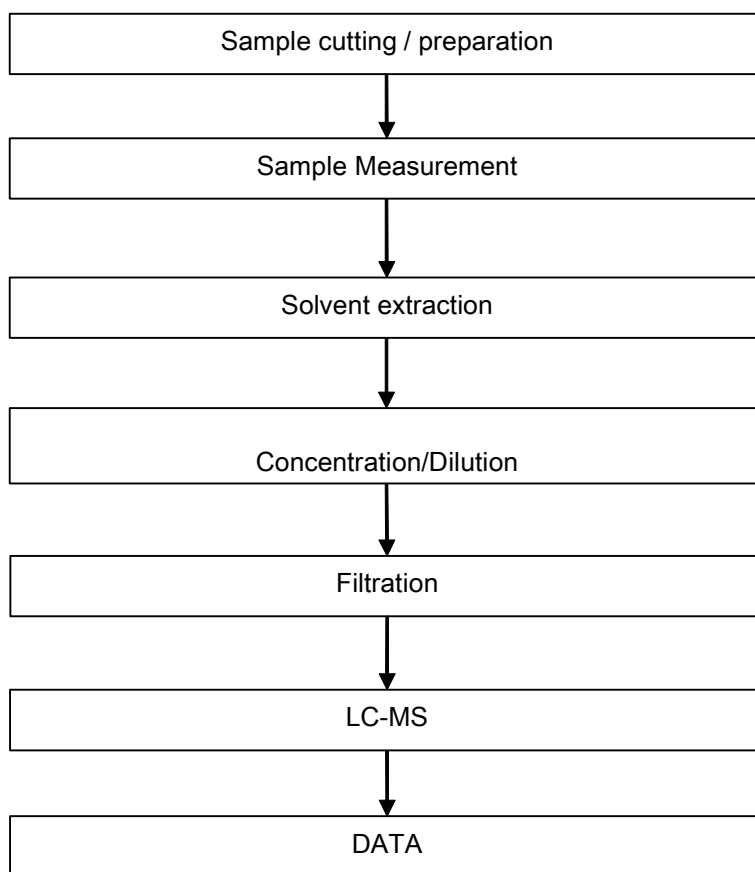 Sample cutting / preparation
Sample Measurement
Solvent extraction
Concentration/Dilution
Filtration
LC-MS
DATA